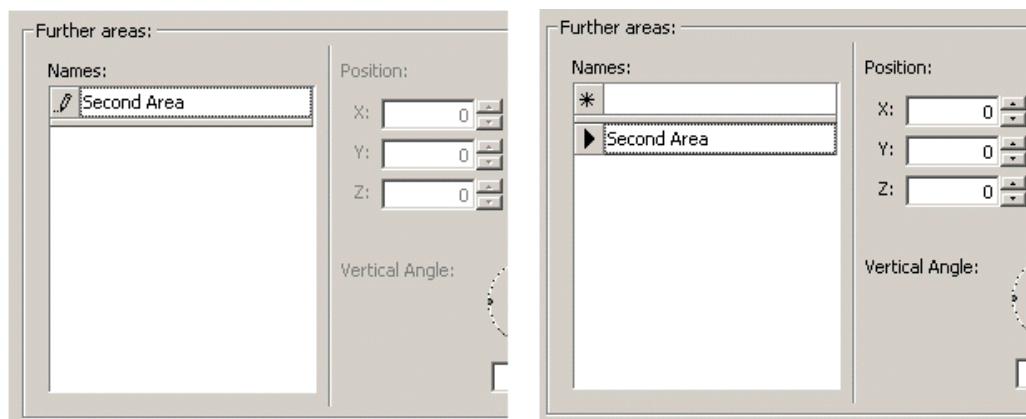 Further areas:
Names:
Second Area
Position:
X: 0
Y: 0
Z: 0
Vertical Angle:
Further areas:
Names:
Second Area
Position:
X: 0
Y: 0
Z: 0
Vertical Angle: